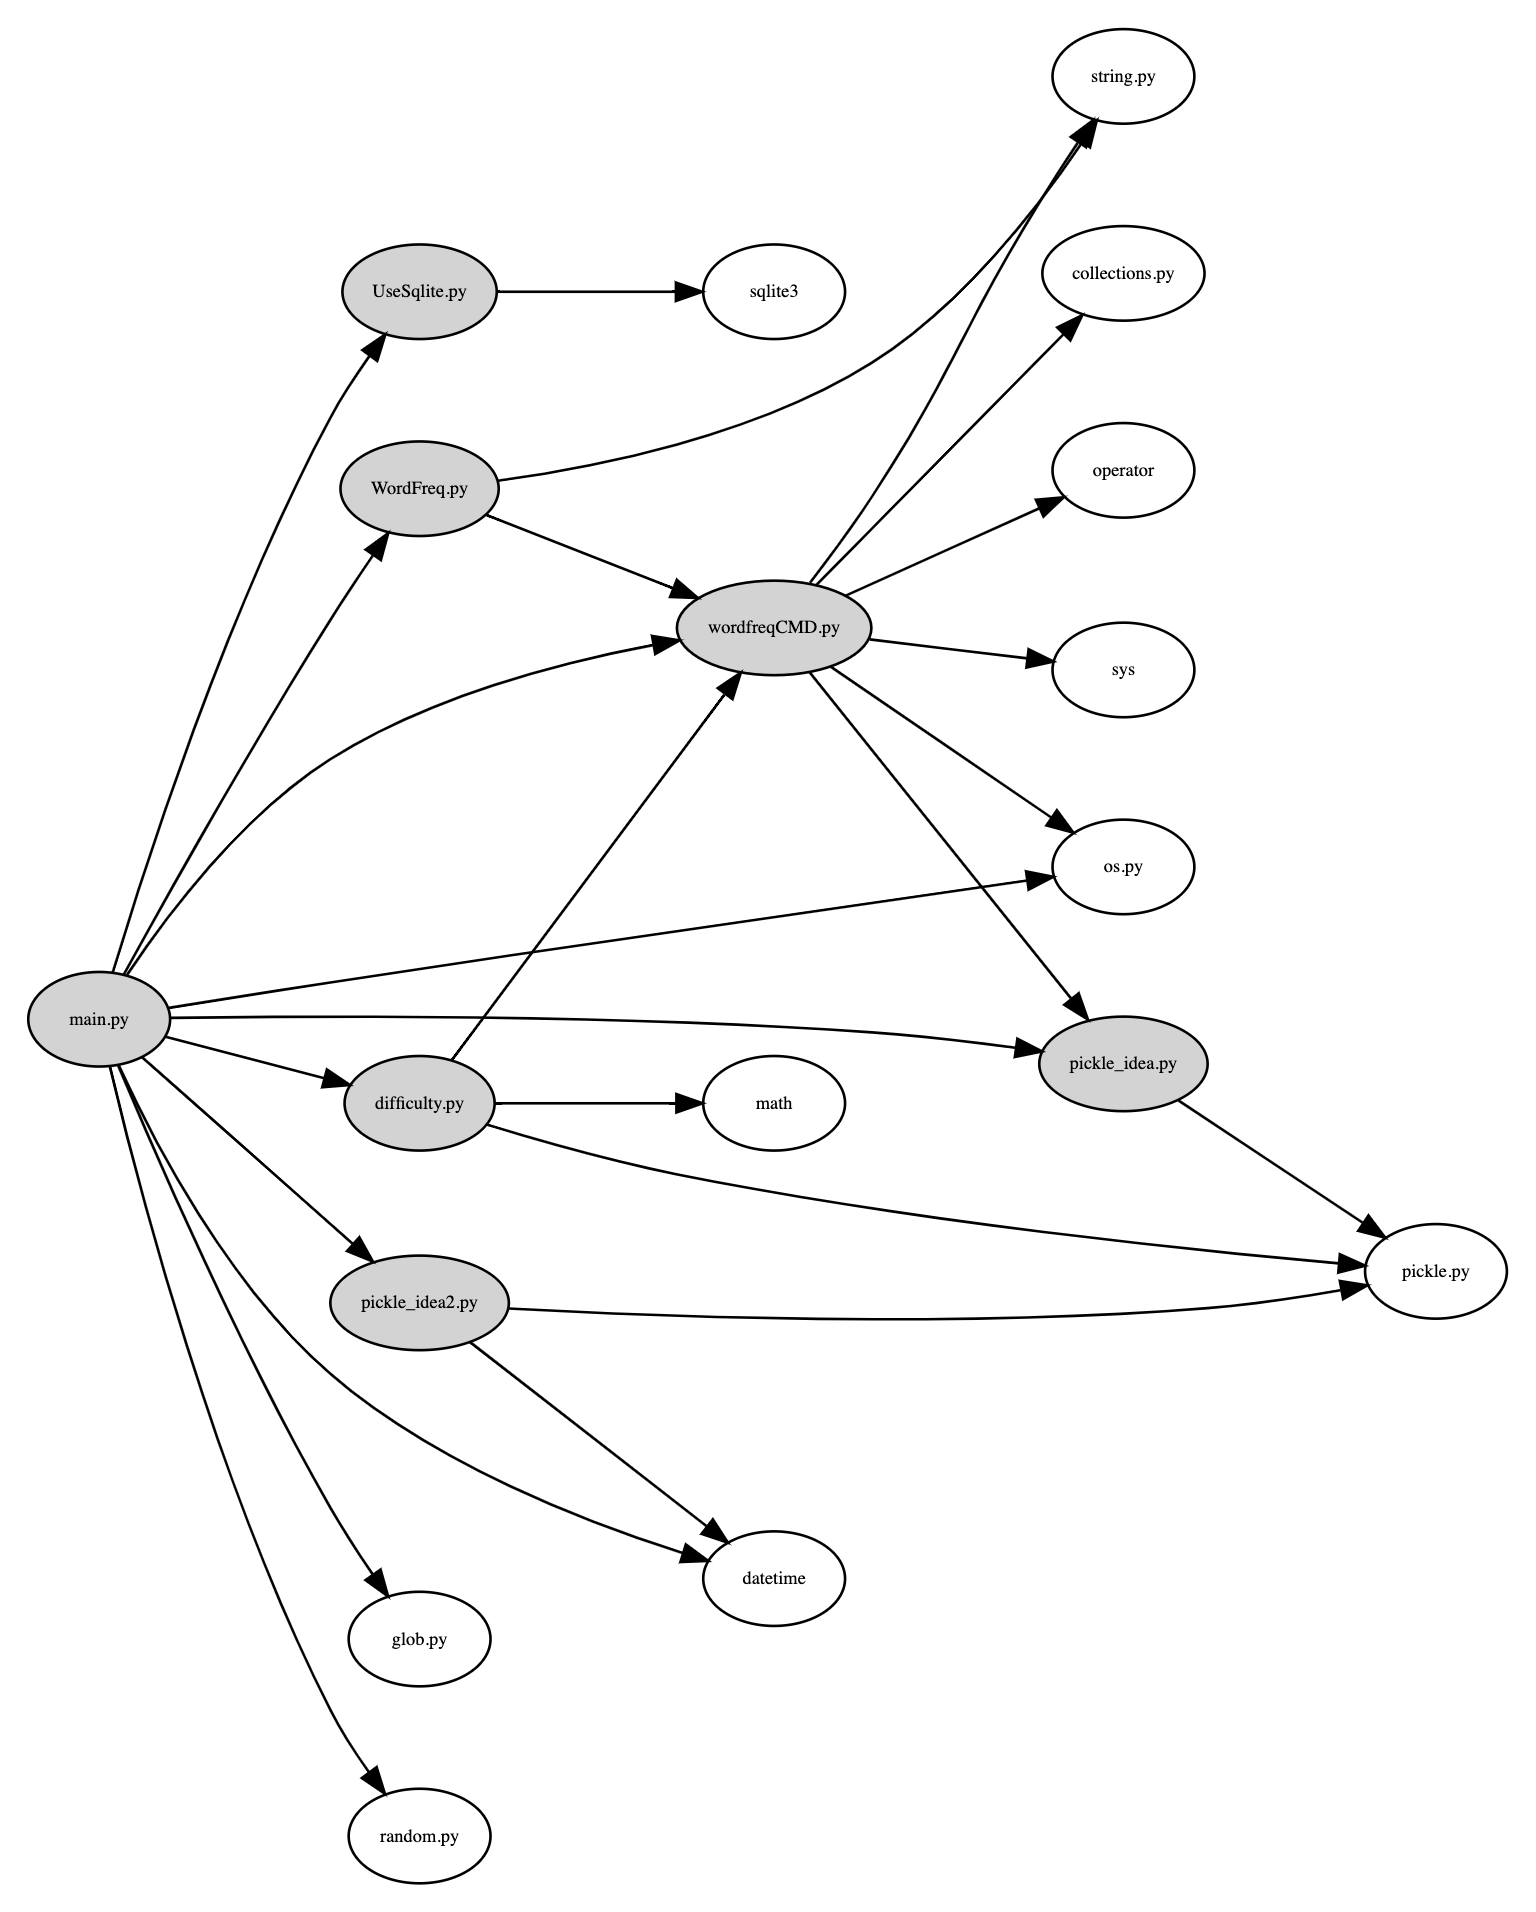 string.py
collections.py
UseSqlite.py
sqlite3
operator
WordFreq.py
wordfreqCMD.py
sys
os.py
main.py
pickle_idea.py
difficulty.py
math
pickle.py
pickle_idea2.py
datetime
glob.py
random.py